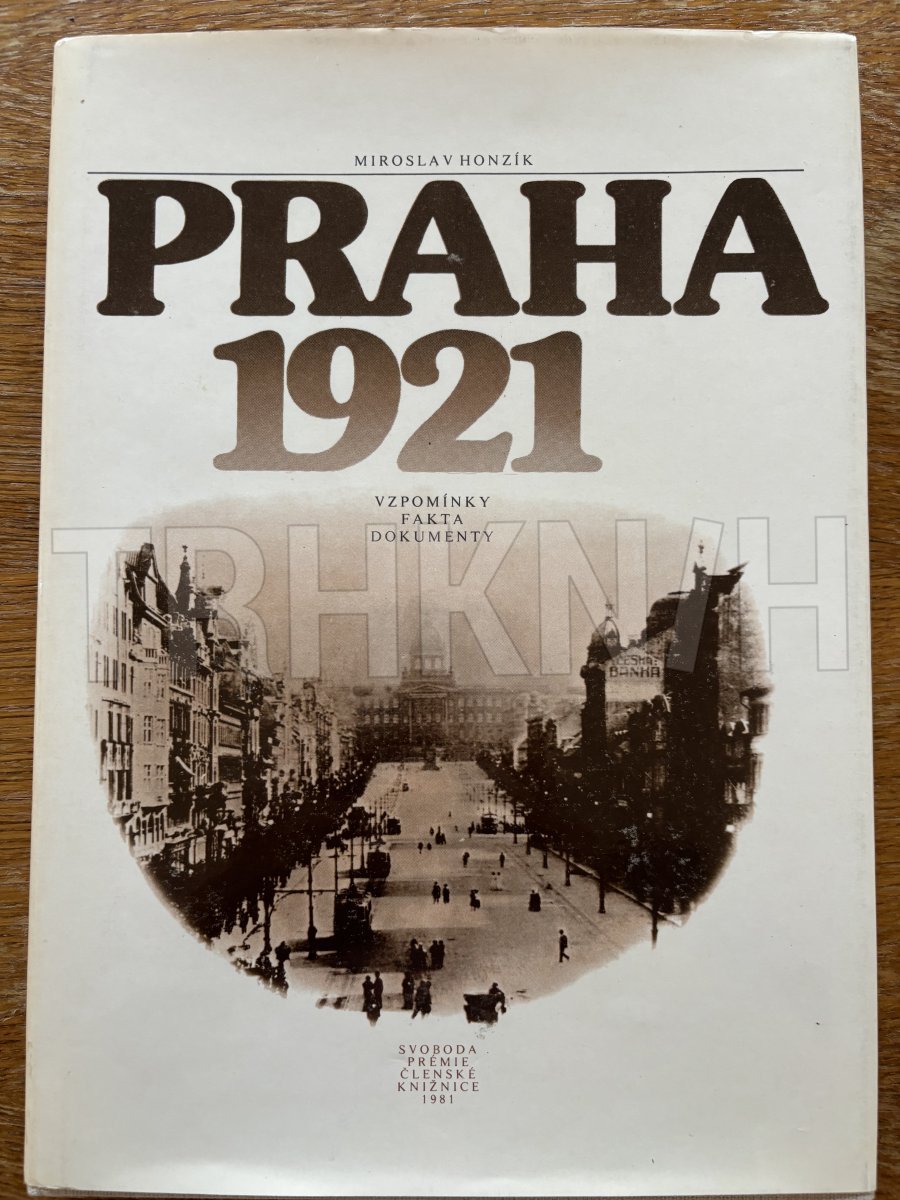 MIROSLAV HONZÍK
PRAHA
1921
VZPOMÍNKY
FAKTA
DOKUMENTY
TRHKNIH
ČESKÁ
BANKA
SVOBODA
PRÉMIE
ČLENSKÉ
KNIŽNICE
1981